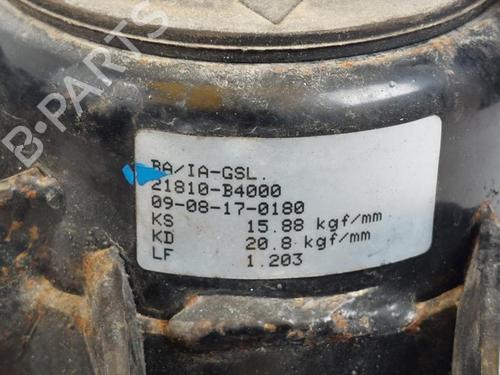 B-PARTS
BA/IA-GSL.
21810-B4000
09-08-17-0180
KS 15.88 kgf/mm
KD 20.8 kgf/mm
LF 1.203